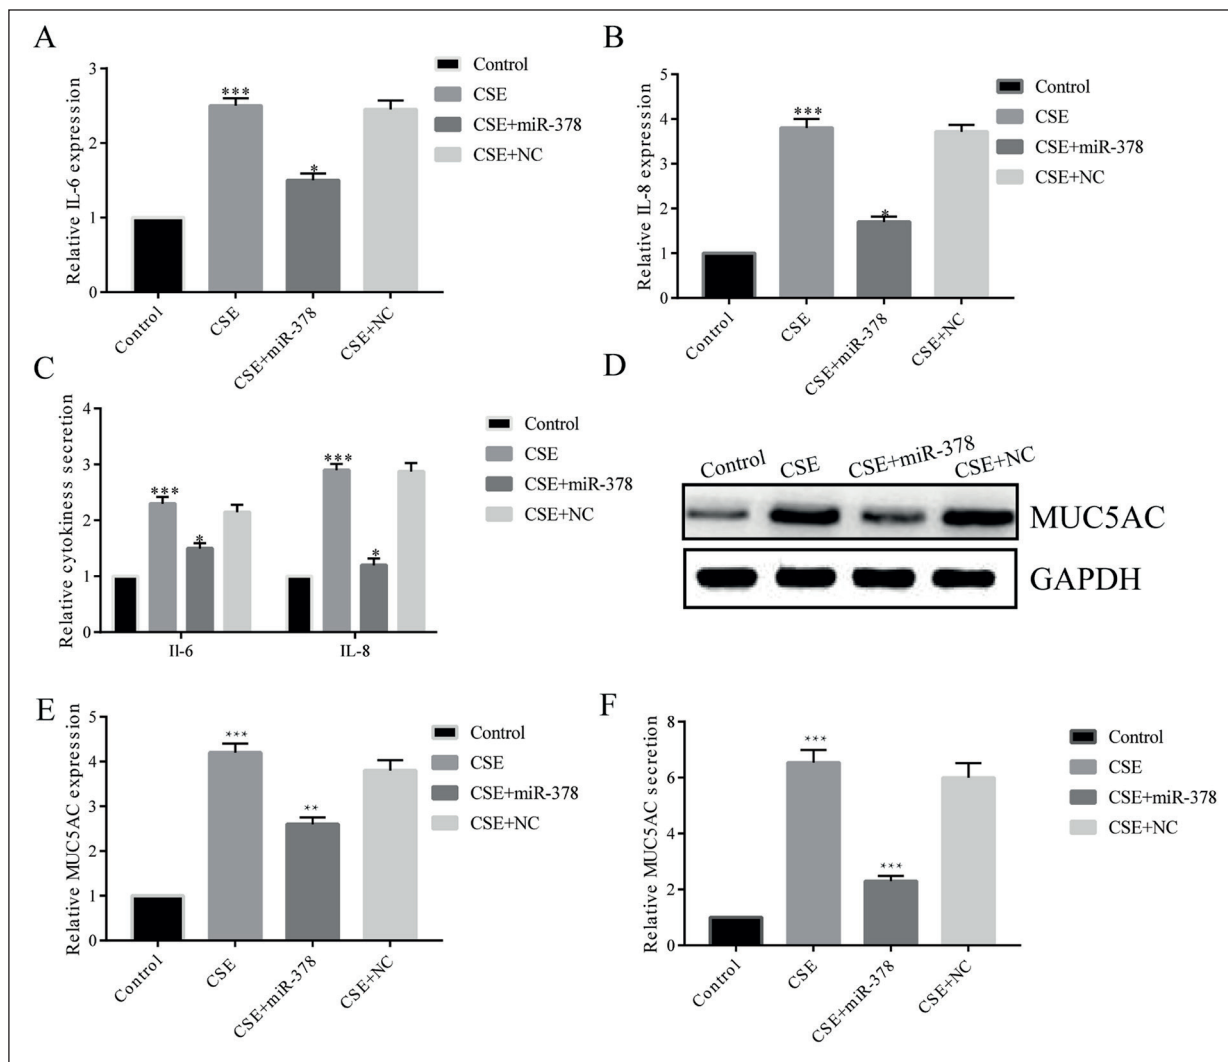 A
Relative IL-6 expression
3
2
1
0
***
*
Control
CSE
CSE+miR-378
CSE+NC
Control
CSE
CSE+miR-378
CSE+NC
B
Relative IL-8 expression
5
4
3
2
1
0
***
*
Control
CSE
CSE+miR-378
CSE+NC
Control
CSE
CSE+miR-378
CSE+NC
C
Relative cytokiness secretion
4
3
2
1
0
***
*
***
*
Il-6
IL-8
Control
CSE
CSE+miR-378
CSE+NC
D
Control
CSE
CSE+miR-378
CSE+NC
MUC5AC
GAPDH
E
Relative MUC5AC expression
5
4
3
2
1
0
***
**
Control
CSE
CSE+miR-378
CSE+NC
Control
CSE
CSE+miR-378
CSE+NC
F
Relative MUC5AC secretion
8
6
4
2
0
***
***
Control
CSE
CSE+miR-378
CSE+NC
Control
CSE
CSE+miR-378
CSE+NC